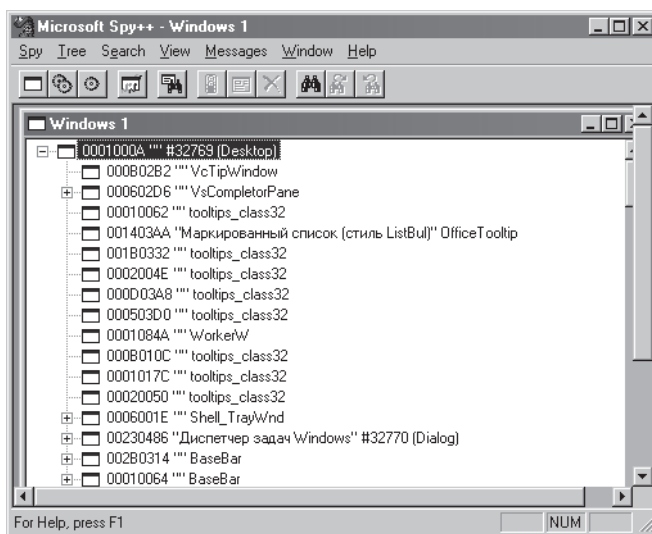 Microsoft Spy++ - Windows 1
Spy Tree Search View Messages Window Help
Windows 1
0001000A "" #32769 (Desktop)
000B02B2 "" VcTipWindow
000602D6 "" VsCompletorPane
00010062 "" tooltips_class32
001403AA "Маркированный список (стиль ListBul)" OfficeTooltip
001B0332 "" tooltips_class32
0002004E "" tooltips_class32
000D03A8 "" tooltips_class32
000503D0 "" tooltips_class32
0001084A "" WorkerW
000B010C "" tooltips_class32
0001017C "" tooltips_class32
00020050 "" tooltips_class32
0006001E "" Shell_TrayWnd
00230486 "Диспетчер задач Windows" #32770 (Dialog)
002B0314 "" BaseBar
00010064 "" BaseBar
For Help, press F1
NUM